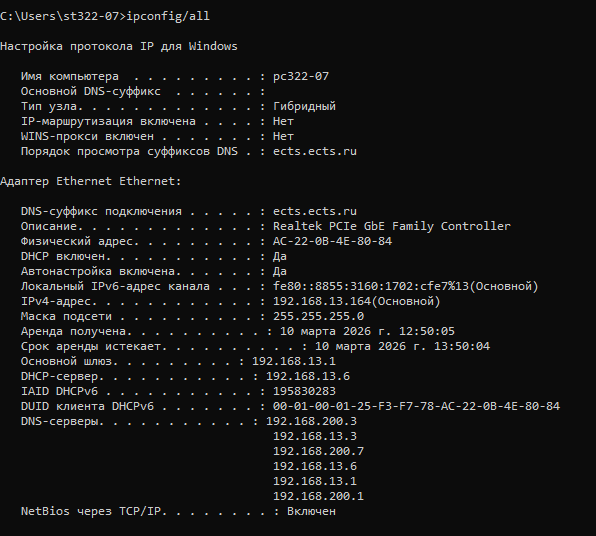 C:\Users\st322-07>ipconfig/all
Настройка протокола IP для Windows
Имя компьютера . . . . . . . . . : pc322-07
Основной DNS-суффикс . . . . . . :
Тип узла. . . . . . . . . . . . . : Гибридный
IP-маршрутизация включена . . . . : Нет
WINS-прокси включен . . . . . . . : Нет
Порядок просмотра суффиксов DNS . : ects.ects.ru
Адаптер Ethernet Ethernet:
DNS-суффикс подключения . . . . . : ects.ects.ru
Описание. . . . . . . . . . . . . : Realtek PCIe GbE Family Controller
Физический адрес. . . . . . . . . : AC-22-0B-4E-80-84
DHCP включен. . . . . . . . . . . : Да
Автонастройка включена. . . . . . : Да
Локальный IPv6-адрес канала . . . : fe80::8855:3160:1702:cfe7%13(Основной)
IPv4-адрес. . . . . . . . . . . . : 192.168.13.164(Основной)
Маска подсети . . . . . . . . . . : 255.255.255.0
Аренда получена. . . . . . . . . . : 10 марта 2026 г. 12:50:05
Срок аренды истекает. . . . . . . . . . : 10 марта 2026 г. 13:50:04
Основной шлюз. . . . . . . . . : 192.168.13.1
DHCP-сервер. . . . . . . . . . . : 192.168.13.6
IAID DHCPv6 . . . . . . . . . . . : 195830283
DUID клиента DHCPv6 . . . . . . . : 00-01-00-01-25-F3-F7-78-AC-22-0B-4E-80-84
DNS-серверы. . . . . . . . . . . : 192.168.200.3
192.168.13.3
192.168.200.7
192.168.13.6
192.168.13.1
192.168.200.1
NetBios через TCP/IP. . . . . . . . : Включен